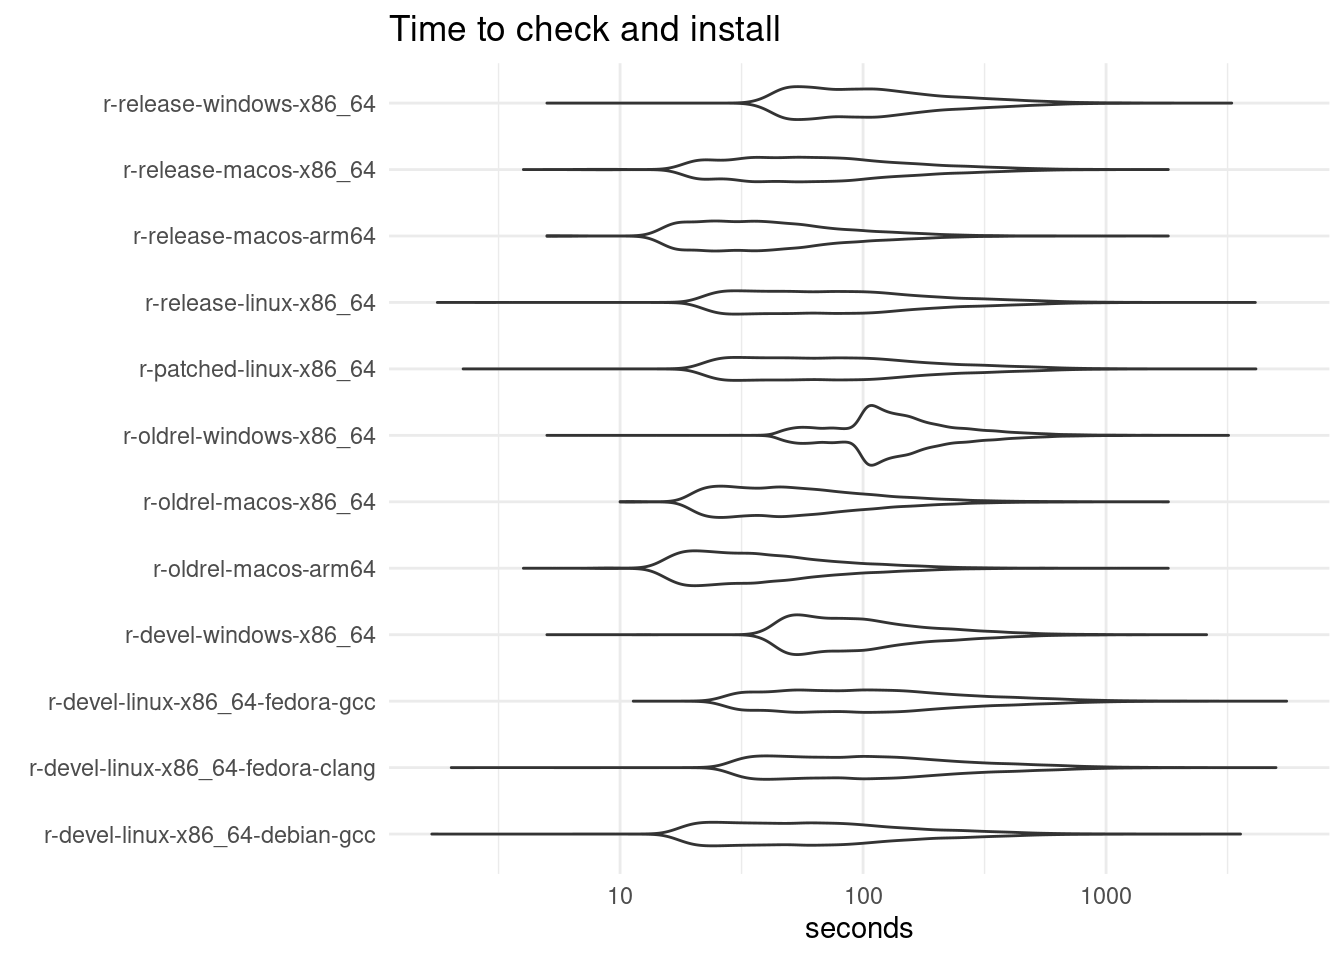 Time to check and install
r-release-windows-x86_64
r-release-macos-x86_64
r-release-macos-arm64
r-release-linux-x86_64
r-patched-linux-x86_64
r-oldrel-windows-x86_64
r-oldrel-macos-x86_64
r-oldrel-macos-arm64
r-devel-windows-x86_64
r-devel-linux-x86_64-fedora-gcc
r-devel-linux-x86_64-fedora-clang
r-devel-linux-x86_64-debian-gcc
10 100 1000
seconds